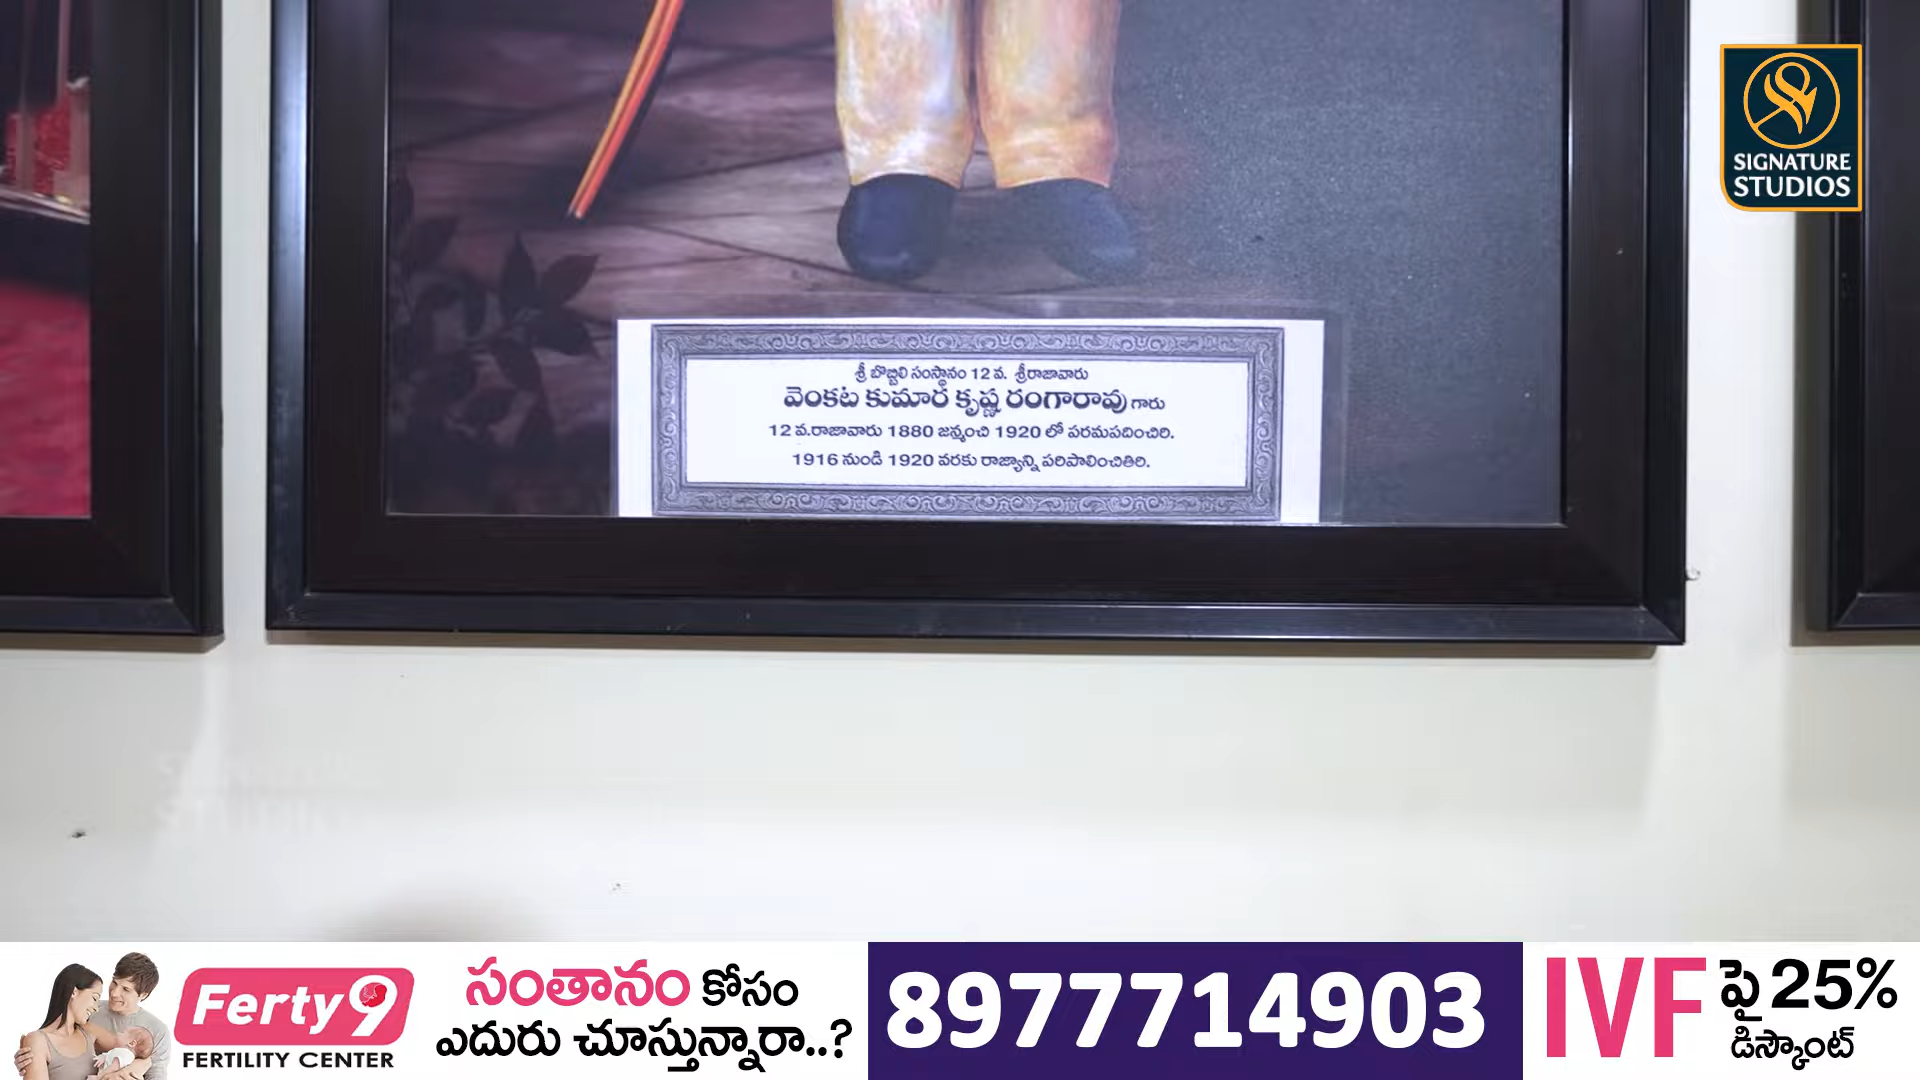 SIGNATURE
STUDIOS
శ్రీ బొబ్బిలి సంస్థానం 12 వ. శ్రీరాజావారు
వెంకట కుమార కృష్ణ రంగారావు గారు
12 వ.రాజావారు 1880 జన్మంచి 1920 లో పరమపదించిరి.
1916 నుండి 1920 వరకు రాజ్యాన్ని పరిపాలించితిరి.
Ferty9
FERTILITY CENTER
సంతానం కోసం
ఎదురు చూస్తున్నారా..?
8977714903
IVF పై 25%
డిస్కౌంట్